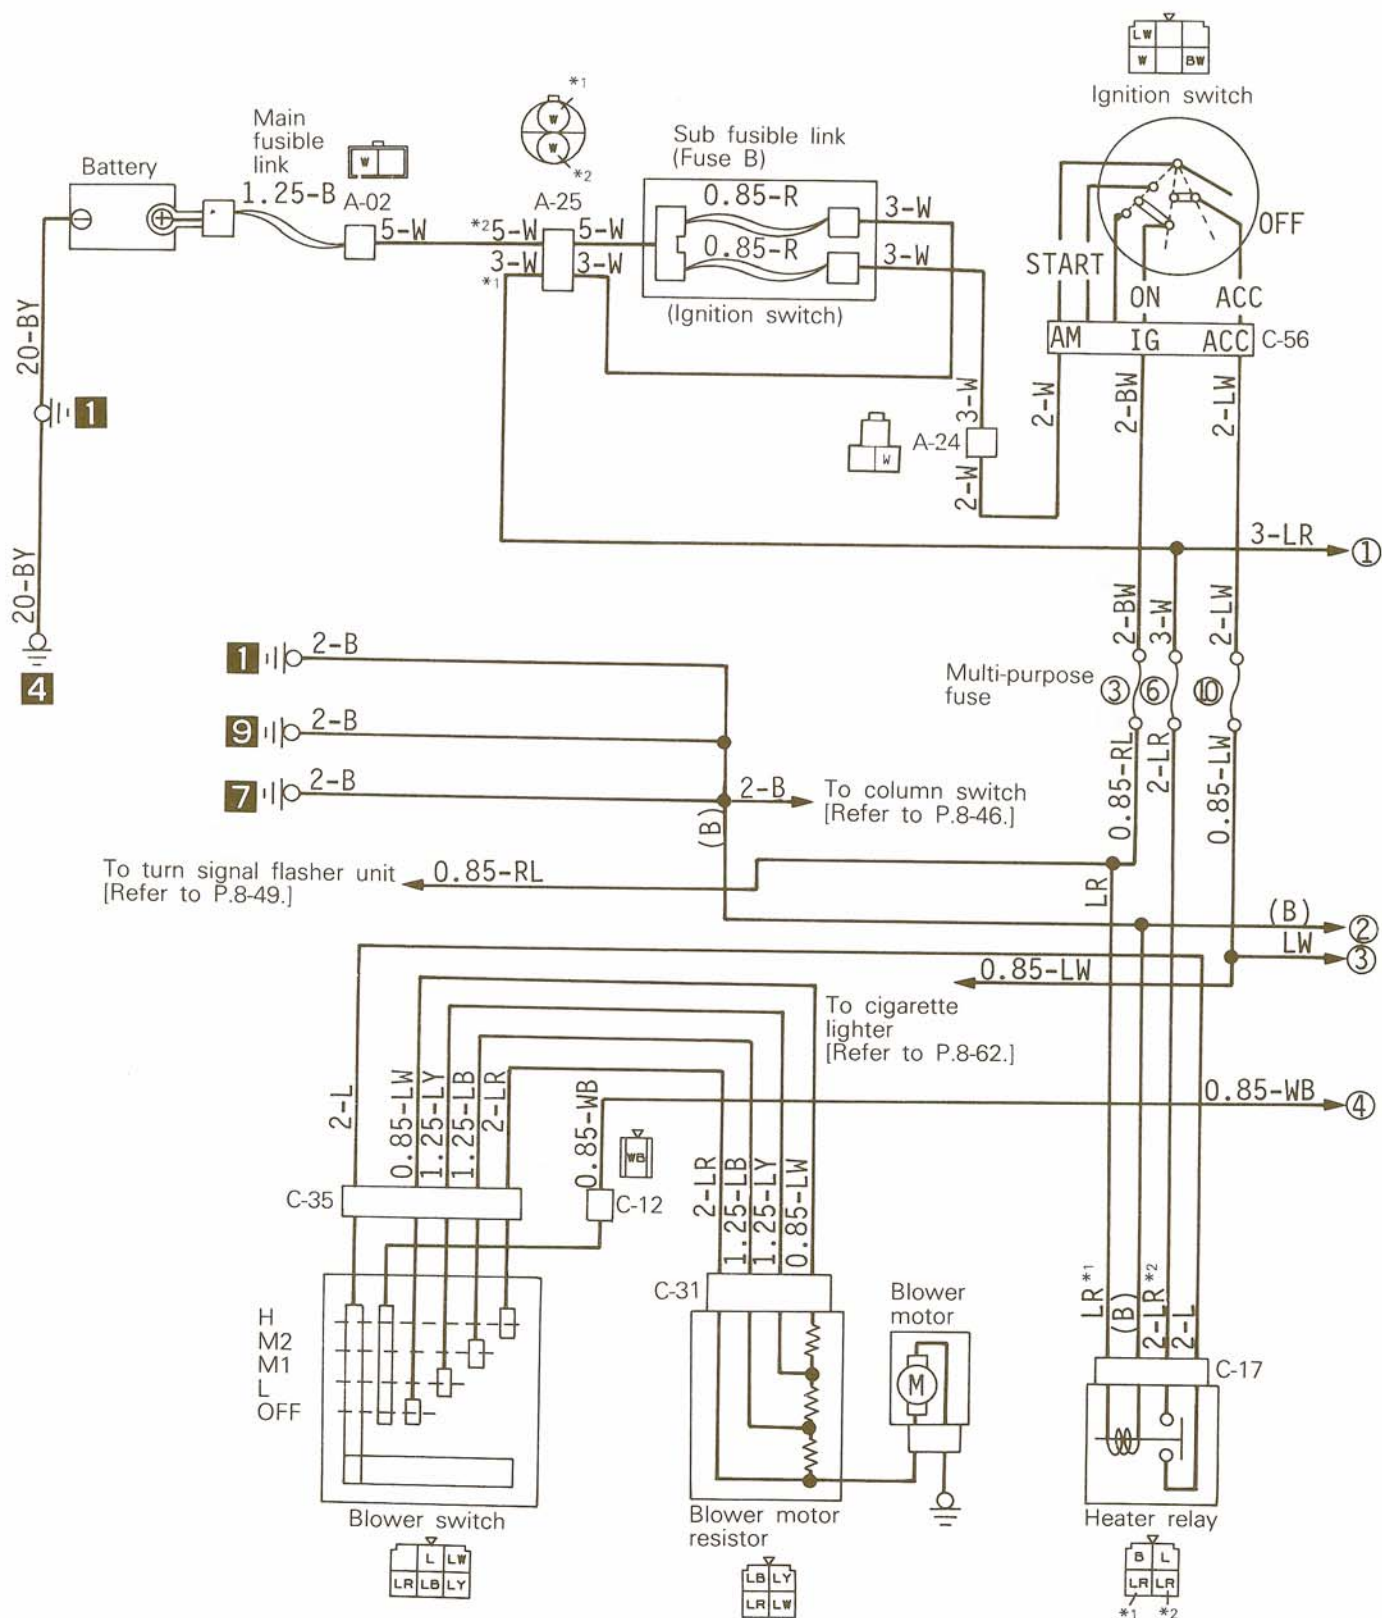 LW
W
BW
Ignition switch
*1
W
W
*2
Main
fusible
link
Battery
W
1.25-B
A-02
A-25
Sub fusible link
(Fuse B)
0.85-R
3-W
0.85-R
3-W
(Ignition switch)
5-W
*2
5-W
5-W
3-W
*1
3-W
OFF
START
ON
ACC
AM
IG
ACC
C-56
20-BY
1
3-W
2-W
2-BW
2-LW
W
A-24
2-W
3-LR
①
20-BY
4
1
2-B
9
2-B
7
2-B
2-B
To column switch
[Refer to P.8-46.]
(B)
2-BW
3-W
2-LW
Multi-purpose
fuse
③
⑥
⑩
0.85-RL
2-LR
0.85-LW
To turn signal flasher unit
[Refer to P.8-49.]
0.85-RL
LR
(B)
②
LW
③
0.85-LW
To cigarette
lighter
[Refer to P.8-62.]
0.85-WB
④
2-L
0.85-LW
1.25-LY
1.25-LB
2-LR
0.85-WB
WB
C-35
C-12
2-LR
1.25-LB
1.25-LY
0.85-LW
C-31
Blower
motor
M
LR*1
(B)
2-LR*2
2-L
C-17
H
M2
M1
L
OFF
Blower switch
Blower motor
resistor
Heater relay
L
LW
LR
LB
LY
LB
LY
LR
LW
B
L
LR
LR
*1
*2